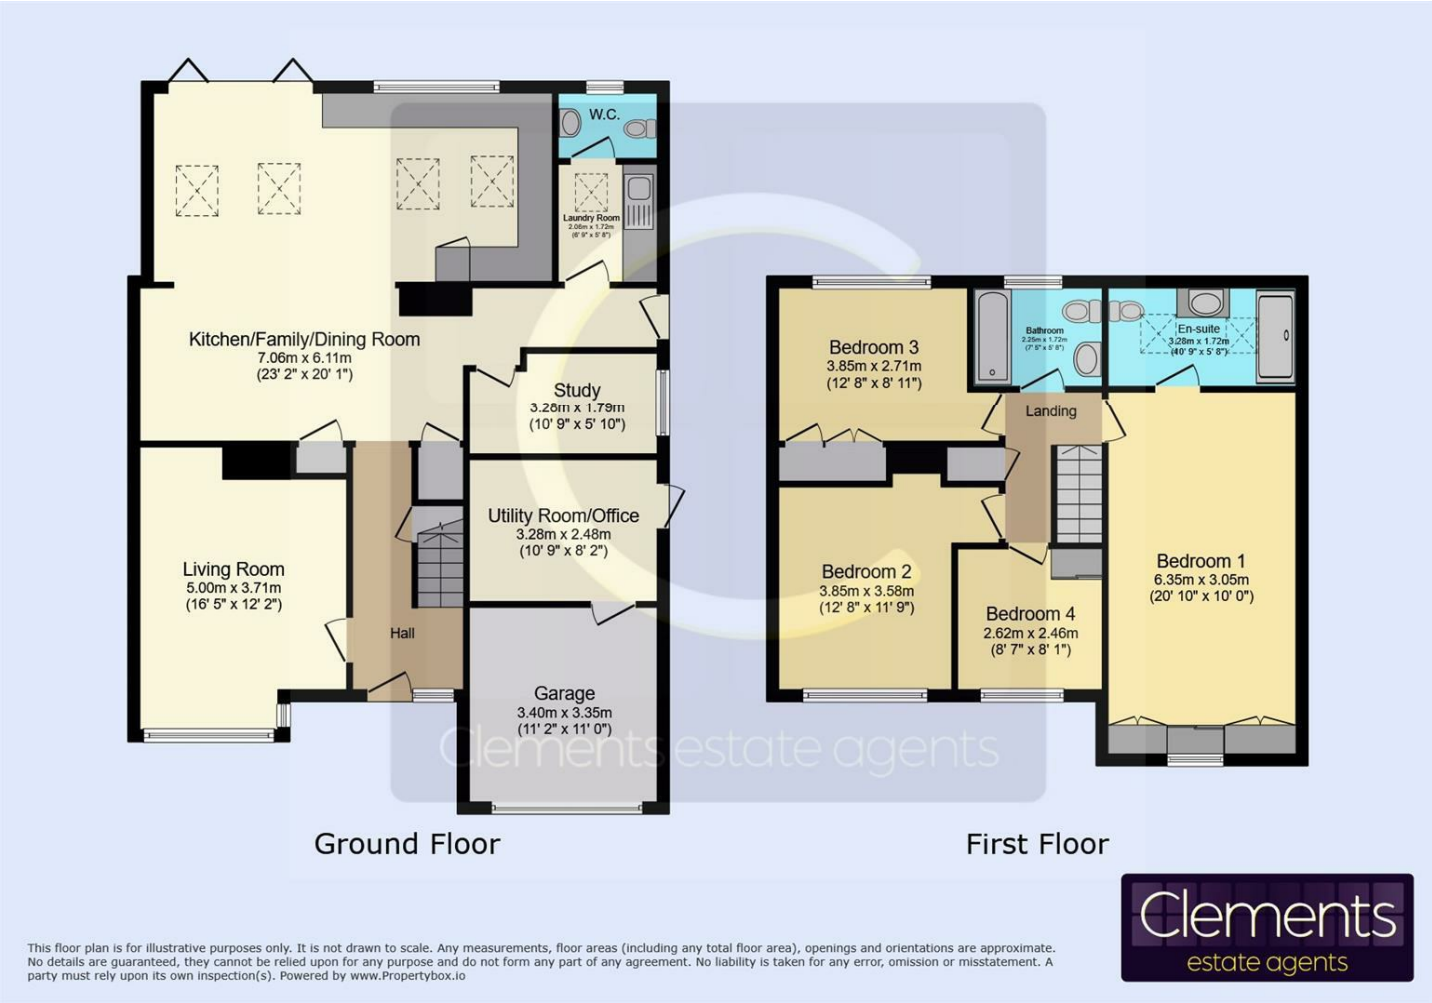 W.C.
Laundry Room
2.06m x 1.72m
(6' 9" x 5' 8")
Kitchen/Family/Dining Room
7.06m x 6.11m
(23' 2" x 20' 1")
Study
3.28m x 1.79m
(10' 9" x 5' 10")
Utility Room/Office
3.28m x 2.48m
(10' 9" x 8' 2")
Living Room
5.00m x 3.71m
(16' 5" x 12' 2")
Hall
Garage
3.40m x 3.35m
(11' 2" x 11' 0")
Ground Floor
Bedroom 3
3.85m x 2.71m
(12' 8" x 8' 11")
Bathroom
2.25m x 1.72m
(7' 5" x 5' 8")
En-suite
3.28m x 1.72m
(10' 9" x 5' 8")
Landing
Bedroom 2
3.85m x 3.58m
(12' 8" x 11' 9")
Bedroom 4
2.62m x 2.46m
(8' 7" x 8' 1")
Bedroom 1
6.35m x 3.05m
(20' 10" x 10' 0")
First Floor
Clements estate agents
Clements
estate agents
This floor plan is for illustrative purposes only. It is not drawn to scale. Any measurements, floor areas (including any total floor area), openings and orientations are approximate.
No details are guaranteed, they cannot be relied upon for any purpose and do not form any part of any agreement. No liability is taken for any error, omission or misstatement. A
party must rely upon its own inspection(s). Powered by www.Propertybox.io